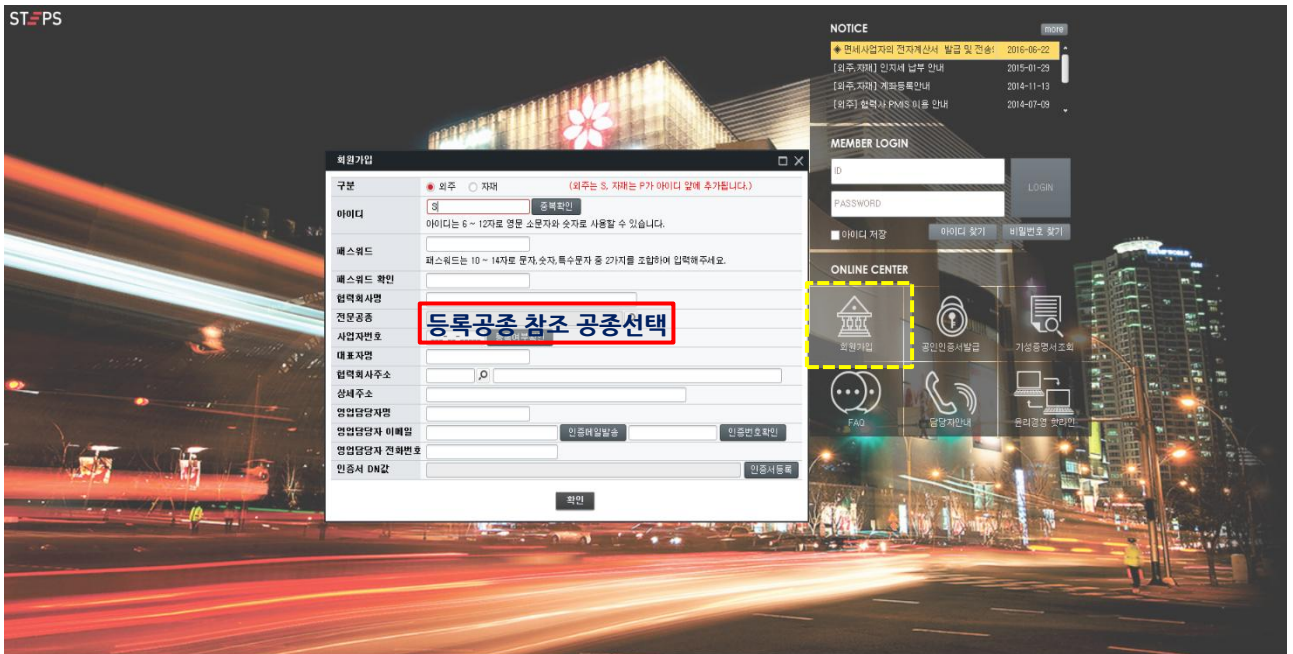 STEPS
NOTICE more
◈ 면세사업자의 전자계산서 발급 및 전송! 2016-06-22
[외주,자재] 인지세 납부 안내 2015-01-29
[외주,자재] 계좌등록안내 2014-11-13
[외주] 협력사 PMIS 이용 안내 2014-07-09
MEMBER LOGIN
ID
LOGIN
PASSWORD
아이디 저장 아이디 찾기 비밀번호 찾기
ONLINE CENTER
회원가입 공인인증서발급 기성증명서조회
FAQ 담당자안내 윤리경영 핫라인
회원가입
구분 외주 자재 (외주는 S, 자재는 P가 아이디 앞에 추가됩니다.)
아이디 S 중복확인
아이디는 6 ~ 12자로 영문 소문자와 숫자로 사용할 수 있습니다.
패스워드
패스워드는 10 ~ 14자로 문자,숫자,특수문자 중 2가지를 조합하여 입력해주세요.
패스워드 확인
협력회사명
전문공종
등록공종 참조 공종선택
사업자번호
대표자명
협력회사주소
상세주소
영업담당자명
영업담당자 이메일 인증메일발송 인증번호확인
영업담당자 전화번호
인증서 DN값 인증서등록
확인